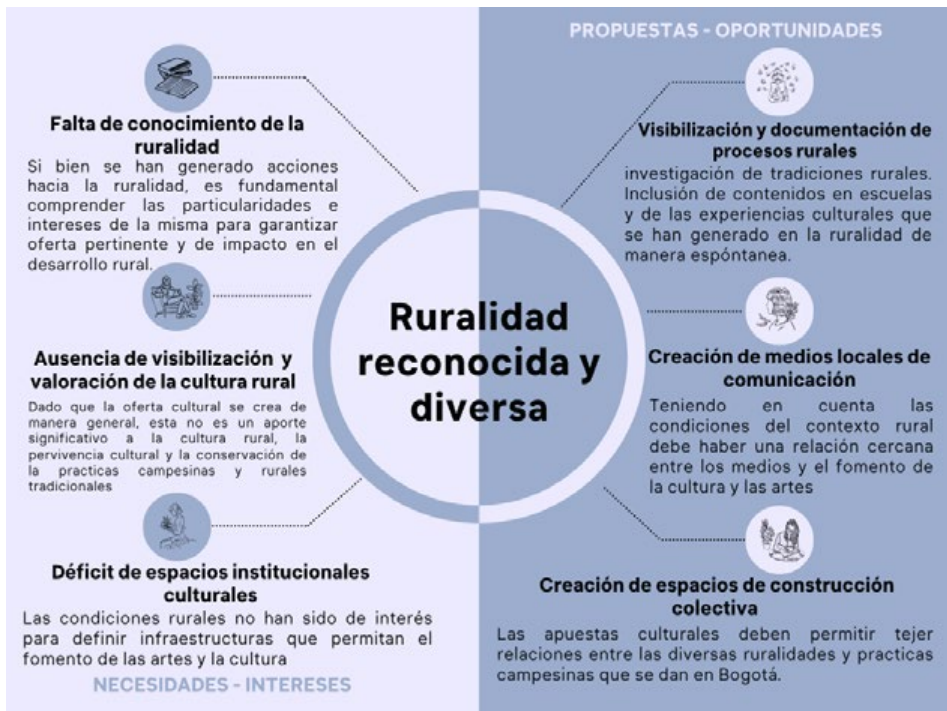 Falta de conocimiento de la
ruralidad
Si bien se han generado acciones
hacia la ruralidad, es fundamental
comprender las particularidades e
intereses de la misma para garantizar
oferta pertinente y de impacto en el
desarrollo rural.
Ausencia de visibilización y
valoración de la cultura rural
Dado que la oferta cultural se crea de
manera general, esta no es un aporte
significativo a la cultura rural, la
pervivencia cultural y la conservación de
la practicas campesinas y rurales
tradicionales
Déficit de espacios institucionales
culturales
Las condiciones rurales no han sido de interés
para definir infraestructuras que permitan el
fomento de las artes y la cultura
NECESIDADES - INTERESES
Ruralidad
reconocida y
diversa
PROPUESTAS - OPORTUNIDADES
Visibilización y documentación de
procesos rurales
investigación de tradiciones rurales.
Inclusión de contenidos en escuelas
y de las experiencias culturales que
se han generado en la ruralidad de
manera espóntanea.
Creación de medios locales de
comunicación
Teniendo en cuenta las
condiciones del contexto rural
debe haber una relación cercana
entre los medios y el fomento de
la cultura y las artes
Creación de espacios de construcción
colectiva
Las apuestas culturales deben permitir tejer
relaciones entre las diversas ruralidades y practicas
campesinas que se dan en Bogotá.